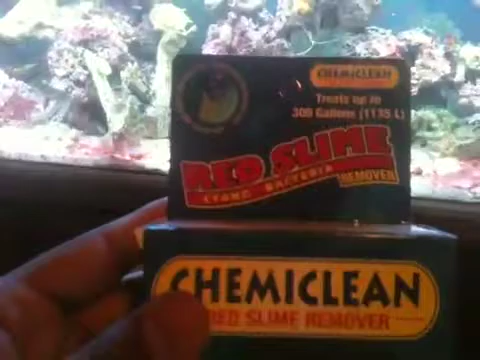 CHEMICLEAN
Treats up to
300 Gallons (1135 L)
RED SLIME
CYANO BACTERIA
REMOVER
CHEMICLEAN
RED SLIME REMOVER